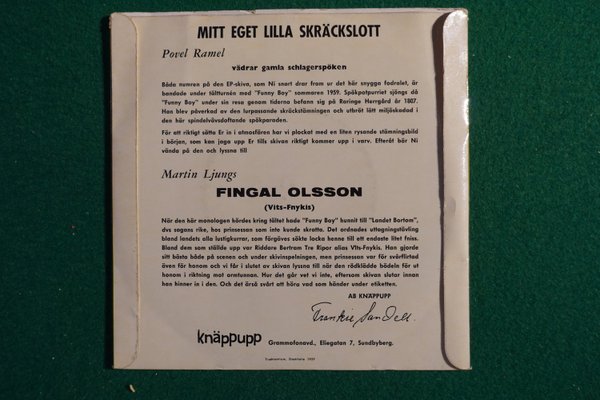 MITT EGET LILLA SKRÄCKSLOTT
Povel Ramel
vädrar gamla schlagerspöken
Båda numren på den EP-skiva, som Ni snart drar fram ur det här snygga fodralet, är
bandade under tältturnén med "Funny Boy" sommaren 1959. Spökpotpurriet sjöngs då
"Funny Boy" under sin resa genom tiderna befann sig på Raringe Herrgård år 1807.
Han blev påverkad av den lurpassande skräckstämningen och utbröt lätt miljöskadad i
den här spindelvävsdoftande spökparaden.
För att riktigt sätta Er in i atmosfären har vi plockat med en liten rysande stämningsbild
i början, som kan jaga upp Er tills skivan riktigt kommer upp i varv. Efteråt bör Ni
vända på den och lyssna till
Martin Ljungs
FINGAL OLSSON
(Vits-Fnykis)
När den här monologen hördes kring tältet hade "Funny Boy" hunnit till "Landet Bortom",
dvs sagans rike, hos prinsessan som inte kunde skratta. Det ordnades uttagningstävling
bland landets alla lustigkurrar, som förgäves sökte locka henne till ett endaste litet fniss.
Bland dem som ställde upp var Riddare Bertram Tre Ripor alias Vits-Fnykis. Han gjorde
sitt bästa både på scenen och under skivinspelningen, men prinsessan var för svårflirtad
även för honom och vi får i slutet av skivan lyssna till när den rödklädde bödeln för ut
honom i riktning mot ormtunnan. Hur det går vet vi inte, eftersom skivan slutar innan
han hinner in i den. Och det är så svårt att höra vad som händer under etiketten.
AB KNÄPPUPP
Frankie Sandell.
knäppupp Grammofonavd., Eliegatan 7, Sundbyberg.